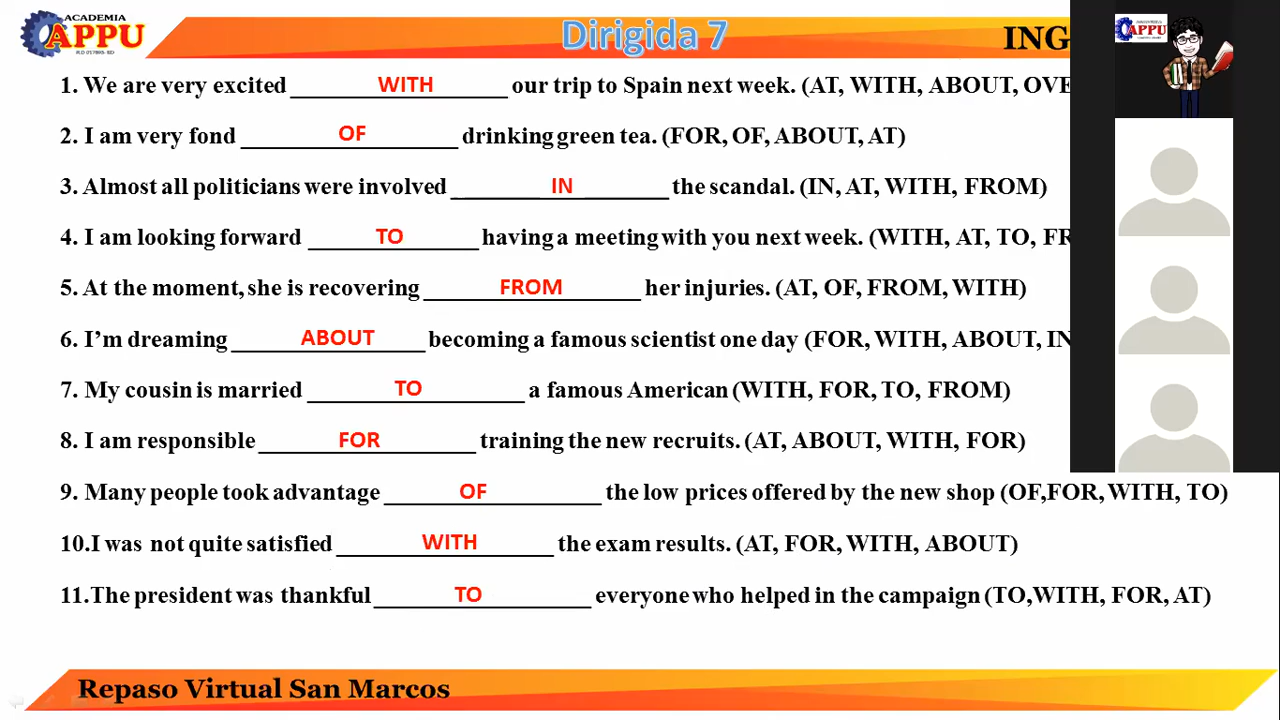 ACADEMIA
APPU
Dirigida 7
ING
APPU
1. We are very excited WITH our trip to Spain next week. (AT, WITH, ABOUT, OVE
2. I am very fond OF drinking green tea. (FOR, OF, ABOUT, AT)
3. Almost all politicians were involved IN the scandal. (IN, AT, WITH, FROM)
4. I am looking forward TO having a meeting with you next week. (WITH, AT, TO, FR
5. At the moment, she is recovering FROM her injuries. (AT, OF, FROM, WITH)
6. I’m dreaming ABOUT becoming a famous scientist one day (FOR, WITH, ABOUT, IN
7. My cousin is married TO a famous American (WITH, FOR, TO, FROM)
8. I am responsible FOR training the new recruits. (AT, ABOUT, WITH, FOR)
9. Many people took advantage OF the low prices offered by the new shop (OF,FOR, WITH, TO)
10.I was not quite satisfied WITH the exam results. (AT, FOR, WITH, ABOUT)
11.The president was thankful TO everyone who helped in the campaign (TO,WITH, FOR, AT)
Repaso Virtual San Marcos